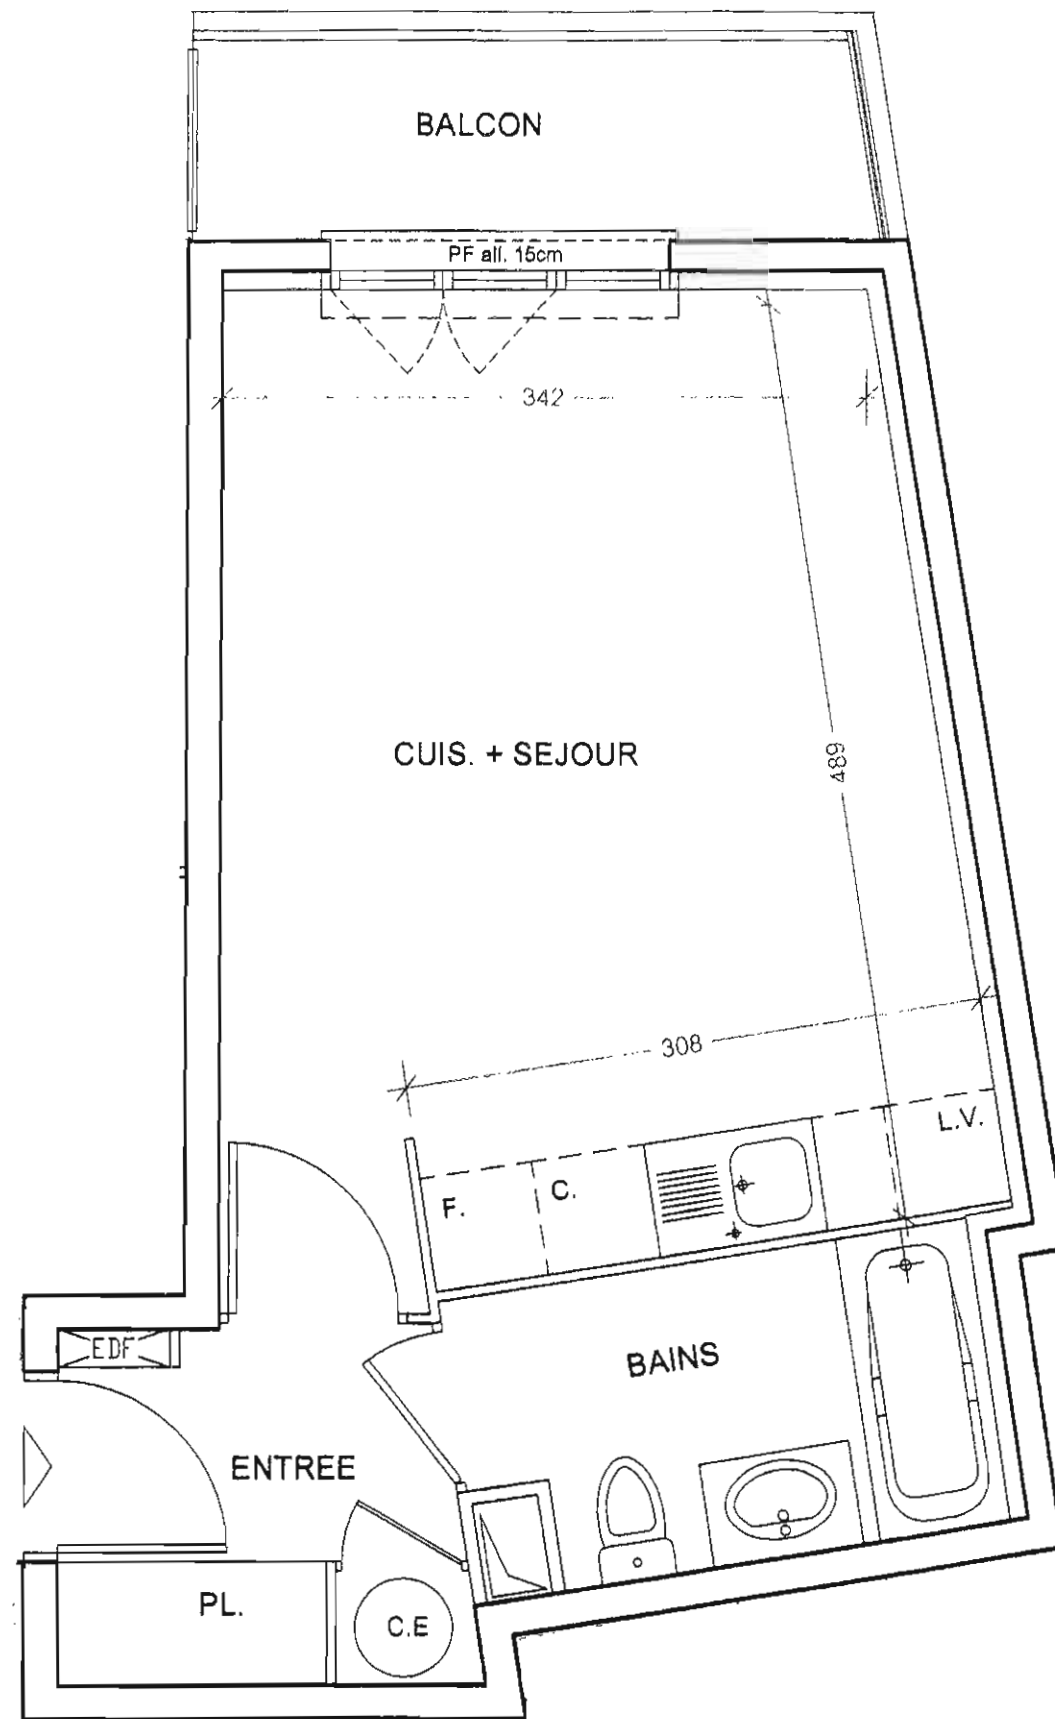 BALCON
PF all. 15cm
342
CUIS. + SEJOUR
489
308
L.V.
F.
C.
EDF
BAINS
ENTREE
PL.
C.E